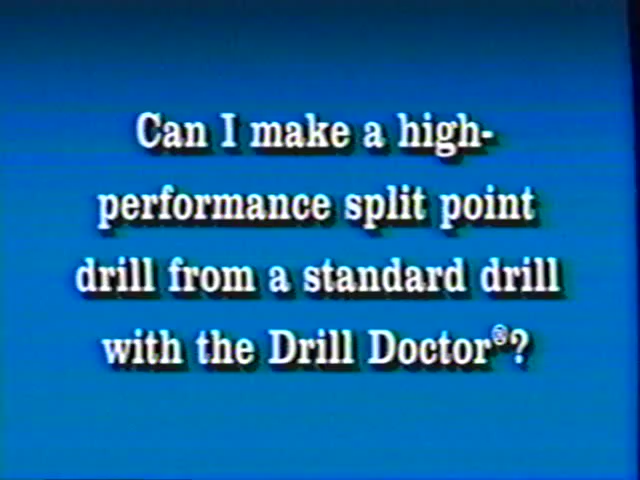 Can I make a high-
performance split point
drill from a standard drill
with the Drill Doctor®?